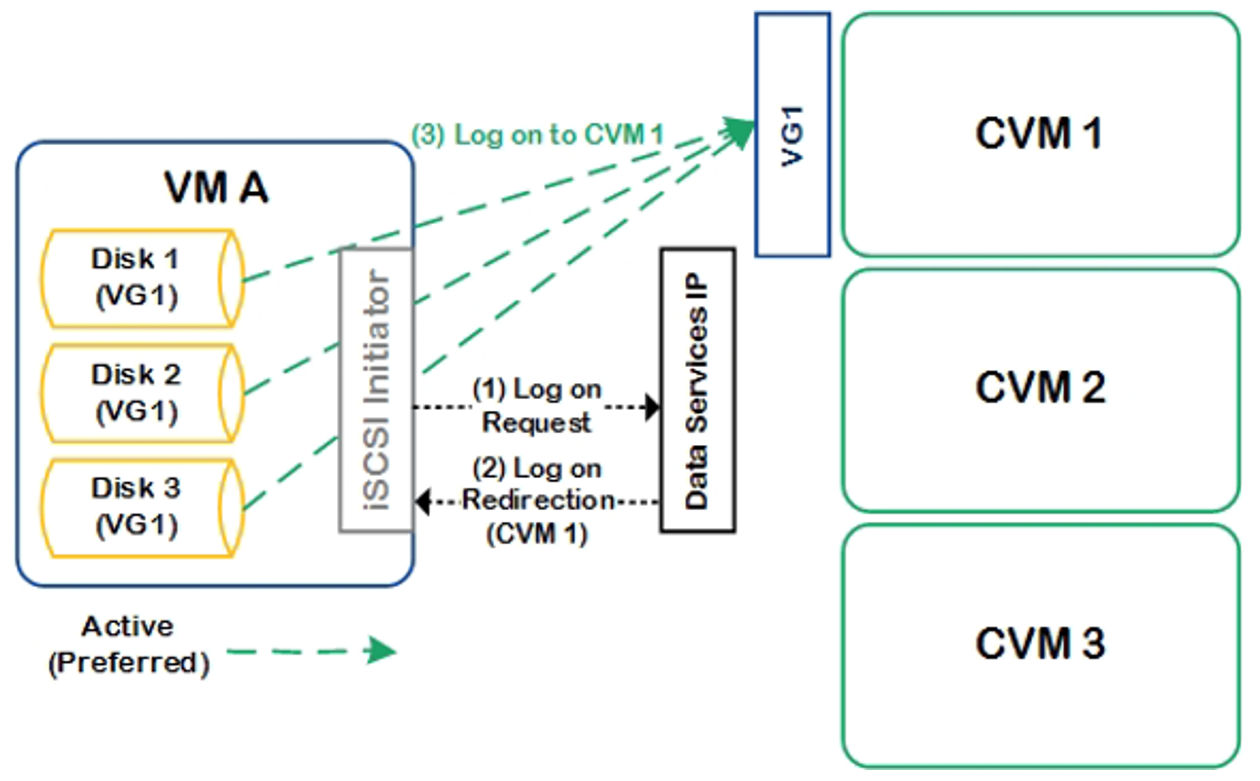 (3) Log on to CVM 1
VG1
CVM 1
VM A
Disk 1
(VG1)
Disk 2
(VG1)
Disk 3
(VG1)
iSCSI Initiator
(1) Log on
Request
(2) Log on
Redirection
(CVM 1)
Data Services IP
CVM 2
CVM 3
Active
(Preferred)